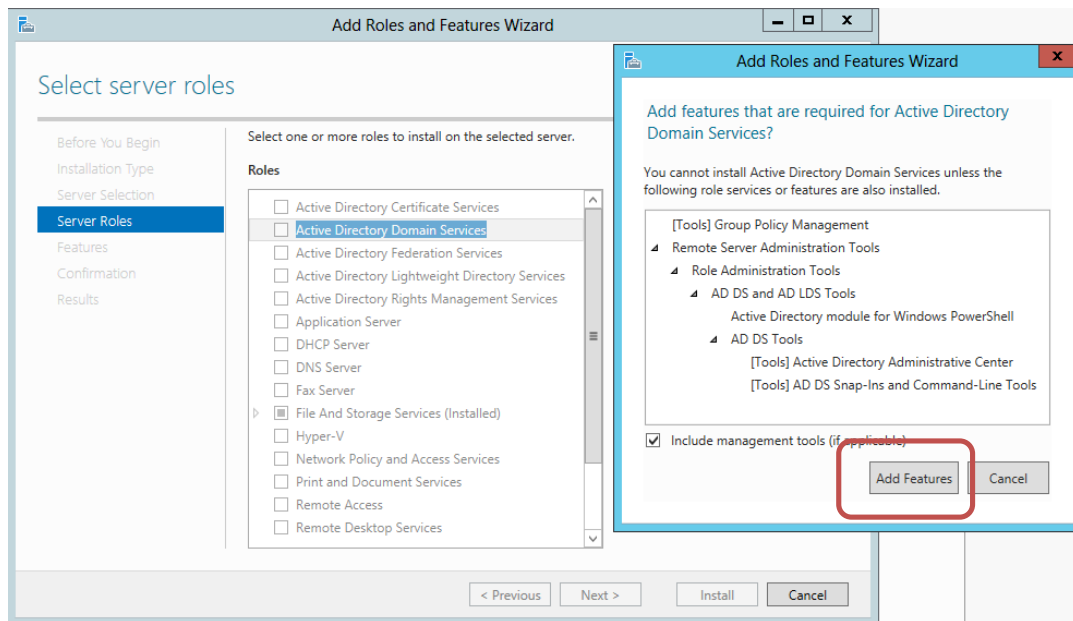 Add Roles and Features Wizard
Select server roles
Before You Begin
Installation Type
Server Selection
Server Roles
Features
Confirmation
Results
Select one or more roles to install on the selected server.
Roles
Active Directory Certificate Services
Active Directory Domain Services
Active Directory Federation Services
Active Directory Lightweight Directory Services
Active Directory Rights Management Services
Application Server
DHCP Server
DNS Server
Fax Server
File And Storage Services (Installed)
Hyper-V
Network Policy and Access Services
Print and Document Services
Remote Access
Remote Desktop Services
< Previous
Next >
Install
Cancel
Add Roles and Features Wizard
Add features that are required for Active Directory
Domain Services?
You cannot install Active Directory Domain Services unless the
following role services or features are also installed.
[Tools] Group Policy Management
Remote Server Administration Tools
Role Administration Tools
AD DS and AD LDS Tools
Active Directory module for Windows PowerShell
AD DS Tools
[Tools] Active Directory Administrative Center
[Tools] AD DS Snap-Ins and Command-Line Tools
Include management tools (if applicable)
Add Features
Cancel